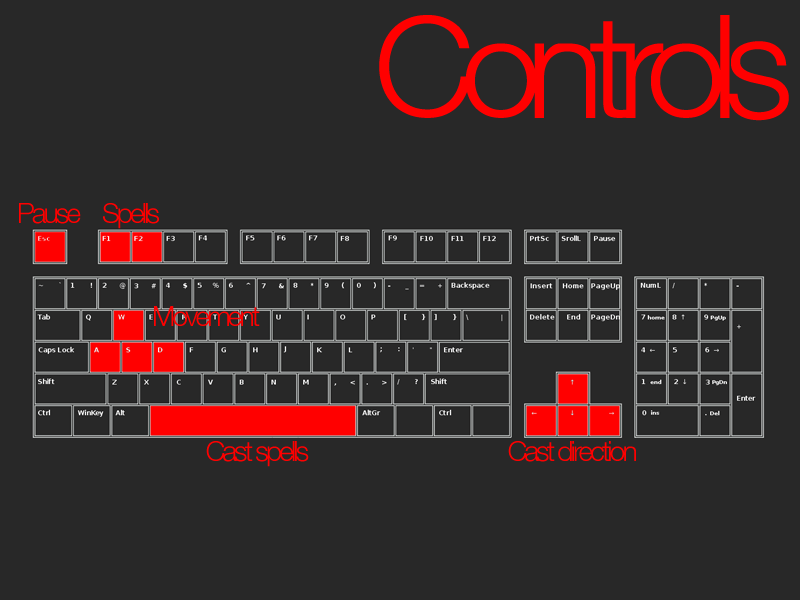 Controls
Pause Spells
Esc F1 F2 F3 F4 F5 F6 F7 F8 F9 F10 F11 F12 PrtSc SrollL Pause
~ ` 1 ! 2 @ 3 # 4 $ 5 % 6 ^ 7 & 8 * 9 ( 0 ) - _ = + Backspace Insert Home PageUp NumL / * -
Tab Q W E R T Y U I O P [ } ] } \ | Delete End PageDn 7 home 8 ↑ 9 PgUp +
Movement
Caps Lock A S D F G H J K L ; : ' " Enter 4 ← 5 6 →
Shift Z X C V B N M , < . > / ? Shift ↑ 1 end 2 ↓ 3 PgDn Enter
Ctrl WinKey Alt AltGr Ctrl ← ↓ → 0 ins . Del
Cast spells Cast direction